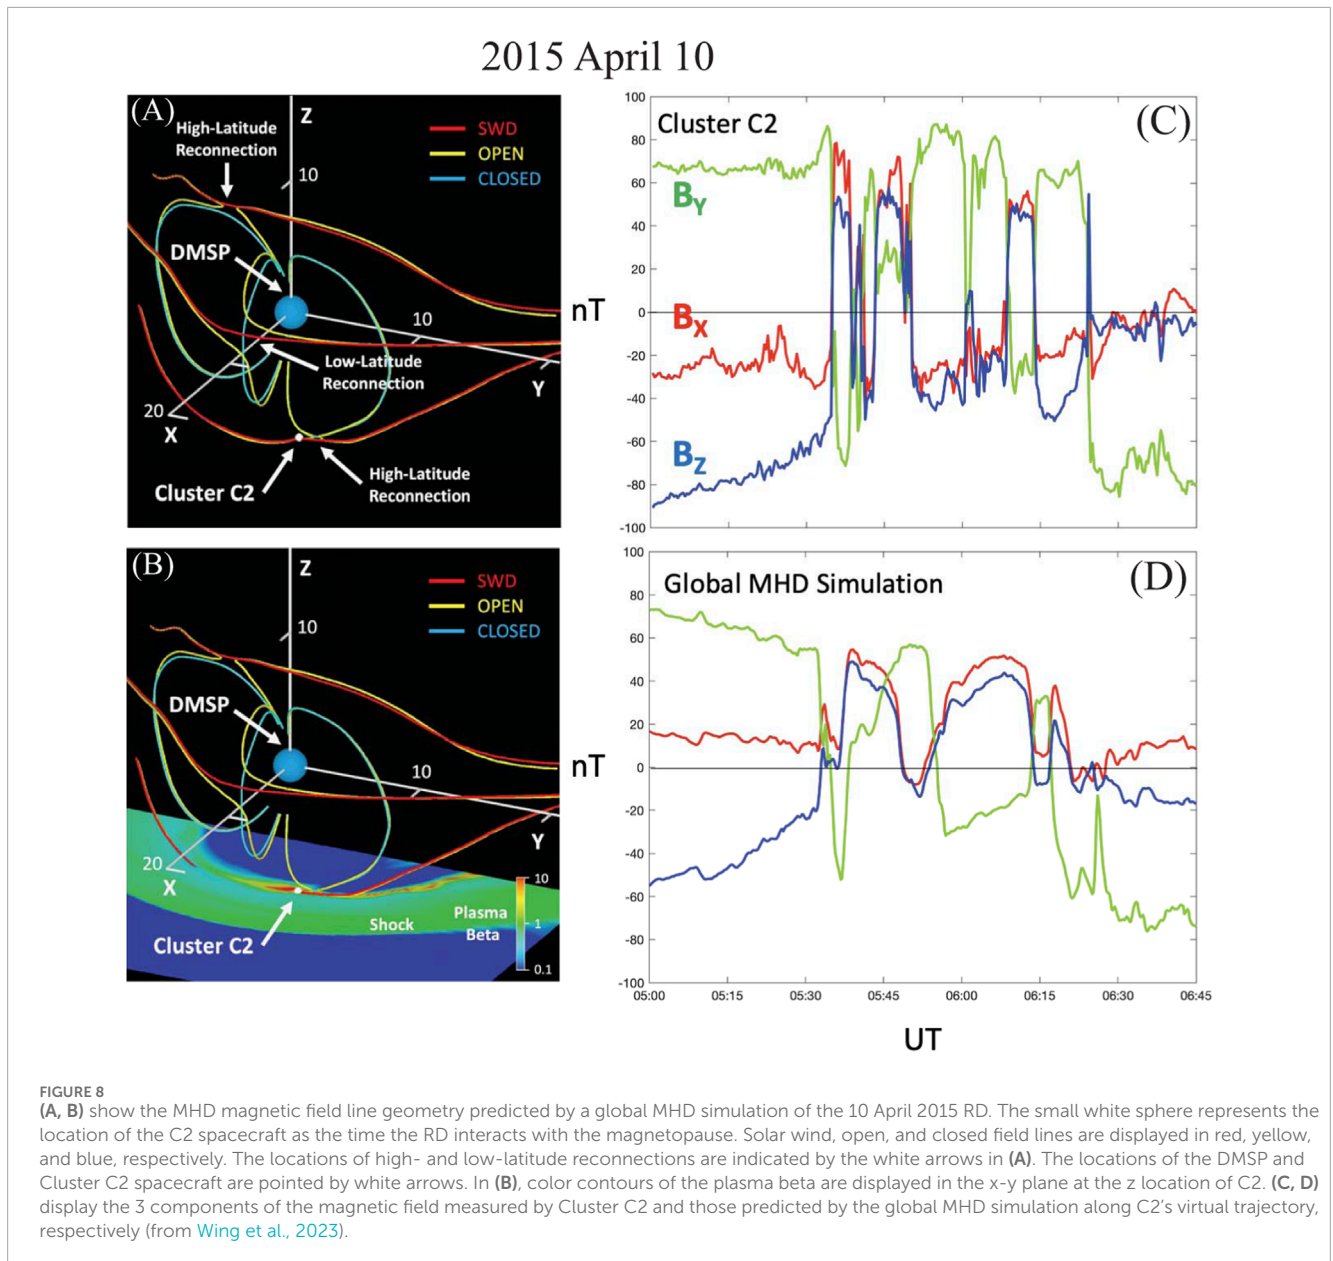 2015 April 10
(A)
High-Latitude
Reconnection
Z
SWD
OPEN
CLOSED
10
DMSP
10
Low-Latitude
Reconnection
Y
20
X
Cluster C2
High-Latitude
Reconnection
(B)
Z
SWD
OPEN
CLOSED
10
DMSP
10
Y
20
X
Shock
Plasma
Beta
10
1
0.1
Cluster C2
Cluster C2
(C)
BY
BX
BZ
nT
100
80
60
40
20
0
-20
-40
-60
-80
-100
Global MHD Simulation
(D)
nT
80
60
40
20
0
-20
-40
-60
-80
-100
05:00 05:15 05:30 05:45 06:00 06:15 06:30 06:45
UT
FIGURE 8
(A, B) show the MHD magnetic field line geometry predicted by a global MHD simulation of the 10 April 2015 RD. The small white sphere represents the
location of the C2 spacecraft as the time the RD interacts with the magnetopause. Solar wind, open, and closed field lines are displayed in red, yellow,
and blue, respectively. The locations of high- and low-latitude reconnections are indicated by the white arrows in (A). The locations of the DMSP and
Cluster C2 spacecraft are pointed by white arrows. In (B), color contours of the plasma beta are displayed in the x-y plane at the z location of C2. (C, D)
display the 3 components of the magnetic field measured by Cluster C2 and those predicted by the global MHD simulation along C2's virtual trajectory,
respectively (from Wing et al., 2023).